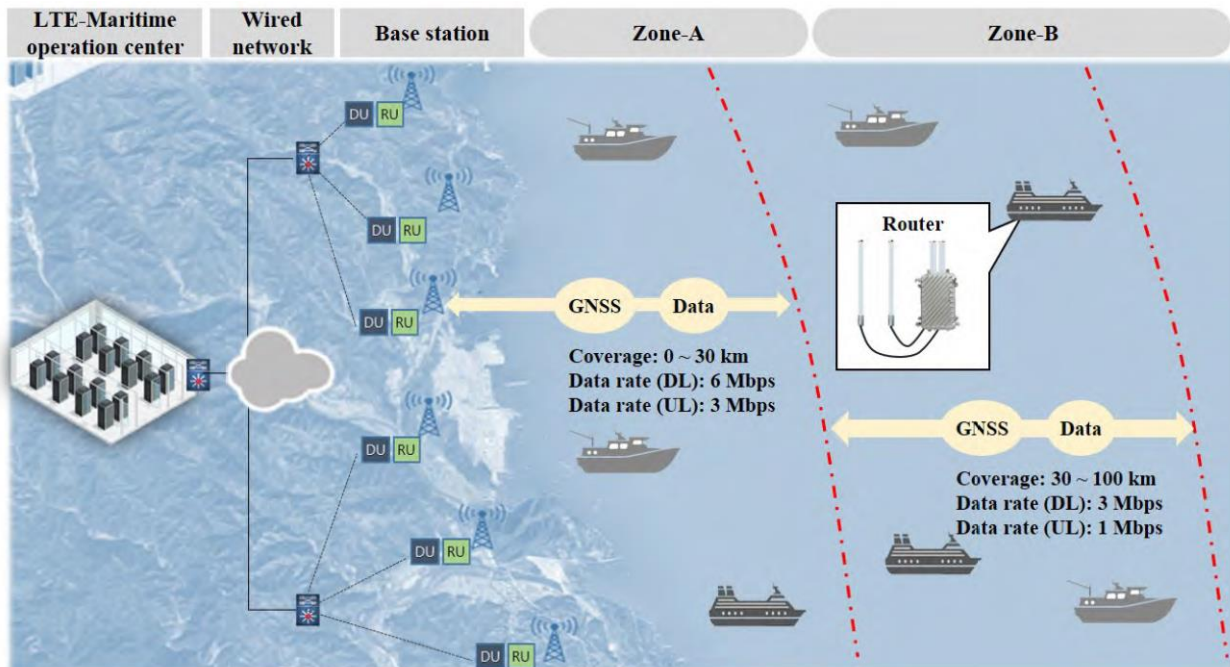 LTE-Maritime
operation center
Wired
network
Base station
Zone-A
Zone-B
DU RU
DU RU
Router
DU RU
GNSS
Data
Coverage: 0 ~ 30 km
Data rate (DL): 6 Mbps
Data rate (UL): 3 Mbps
DU RU
GNSS
Data
Coverage: 30 ~ 100 km
Data rate (DL): 3 Mbps
Data rate (UL): 1 Mbps
DU RU
DU RU